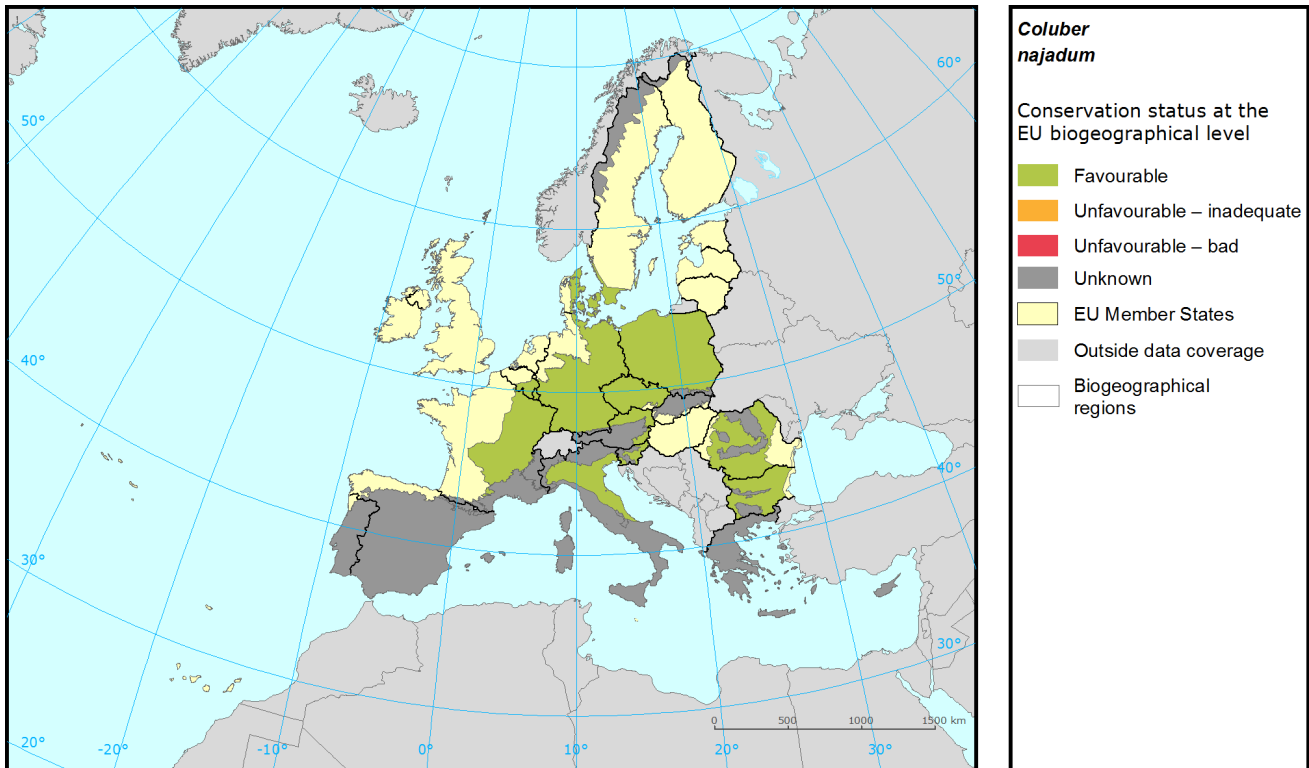 Coluber
najadum
Conservation status at the
EU biogeographical level
Favourable
Unfavourable – inadequate
Unfavourable – bad
Unknown
EU Member States
Outside data coverage
Biogeographical
regions
60°
50°
50°
40°
40°
30°
30°
20°
-20°
-10°
0°
10°
20°
30°
0
500
1000
1500 km